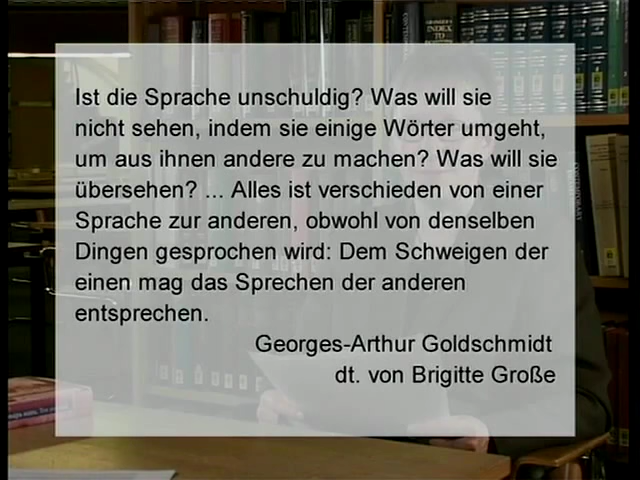 Ist die Sprache unschuldig? Was will sie
nicht sehen, indem sie einige Wörter umgeht,
um aus ihnen andere zu machen? Was will sie
übersehen? ... Alles ist verschieden von einer
Sprache zur anderen, obwohl von denselben
Dingen gesprochen wird: Dem Schweigen der
einen mag das Sprechen der anderen
entsprechen.
Georges-Arthur Goldschmidt
dt. von Brigitte Große